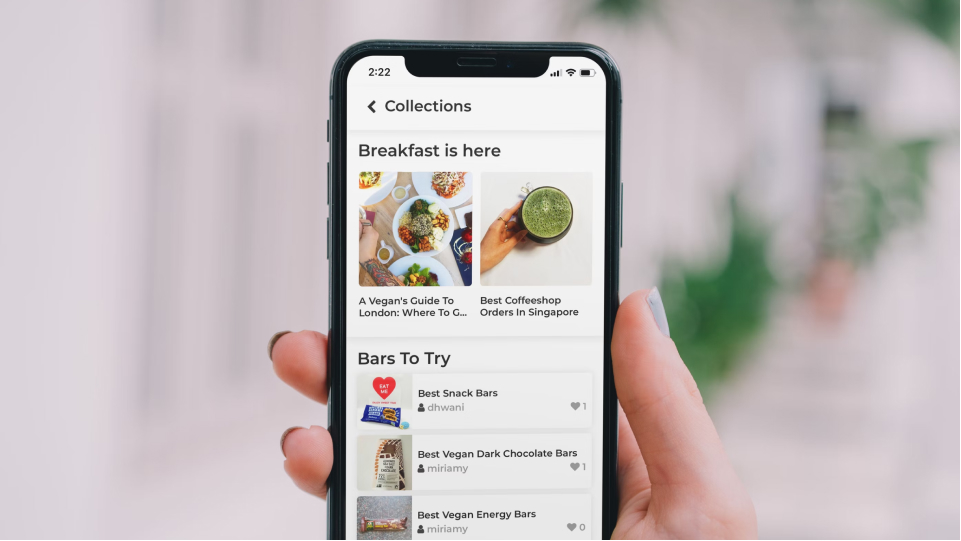 2:22
Collections
Breakfast is here
A Vegan's Guide To
London: Where To G...
Best Coffeeshop
Orders In Singapore
Bars To Try
EAT
ME
Best Snack Bars
dhwani
1
Best Vegan Dark Chocolate Bars
miriamy
1
Best Vegan Energy Bars
miriamy
0